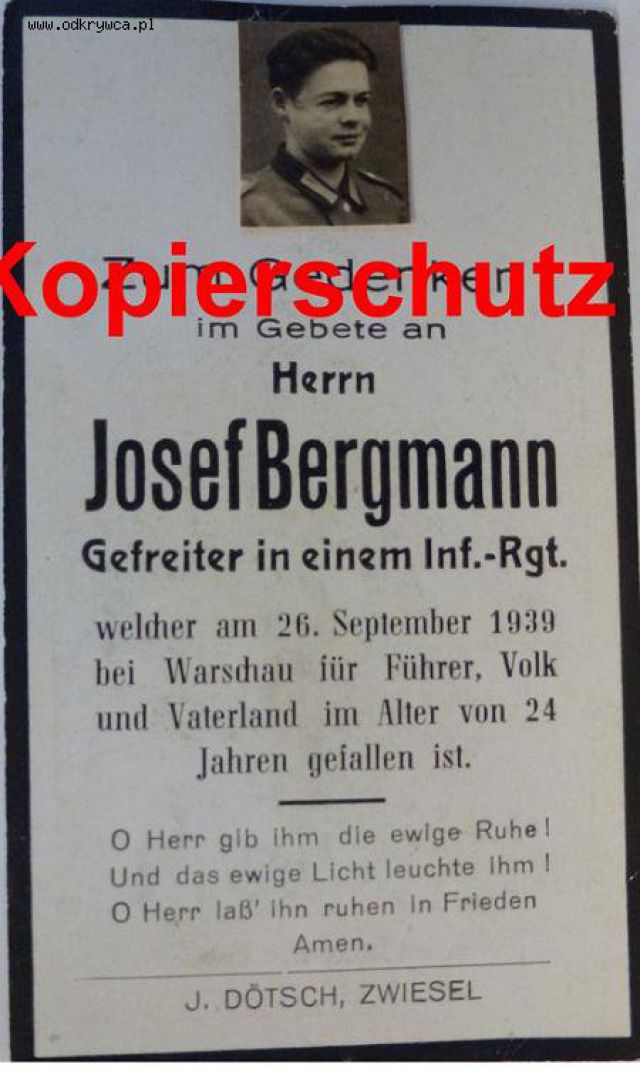 www.odkrywca.pl
Zum Gedenken
Kopierschutz
im Gebete an
Herrn
Josef Bergmann
Gefreiter in einem Inf.-Rgt.
welcher am 26. September 1939
bei Warschau für Führer, Volk
und Vaterland im Alter von 24
Jahren gefallen ist.
O Herr gib ihm die ewige Ruhe!
Und das ewige Licht leuchte ihm!
O Herr laß' ihn ruhen in Frieden
Amen.
J. DÖTSCH, ZWIESEL